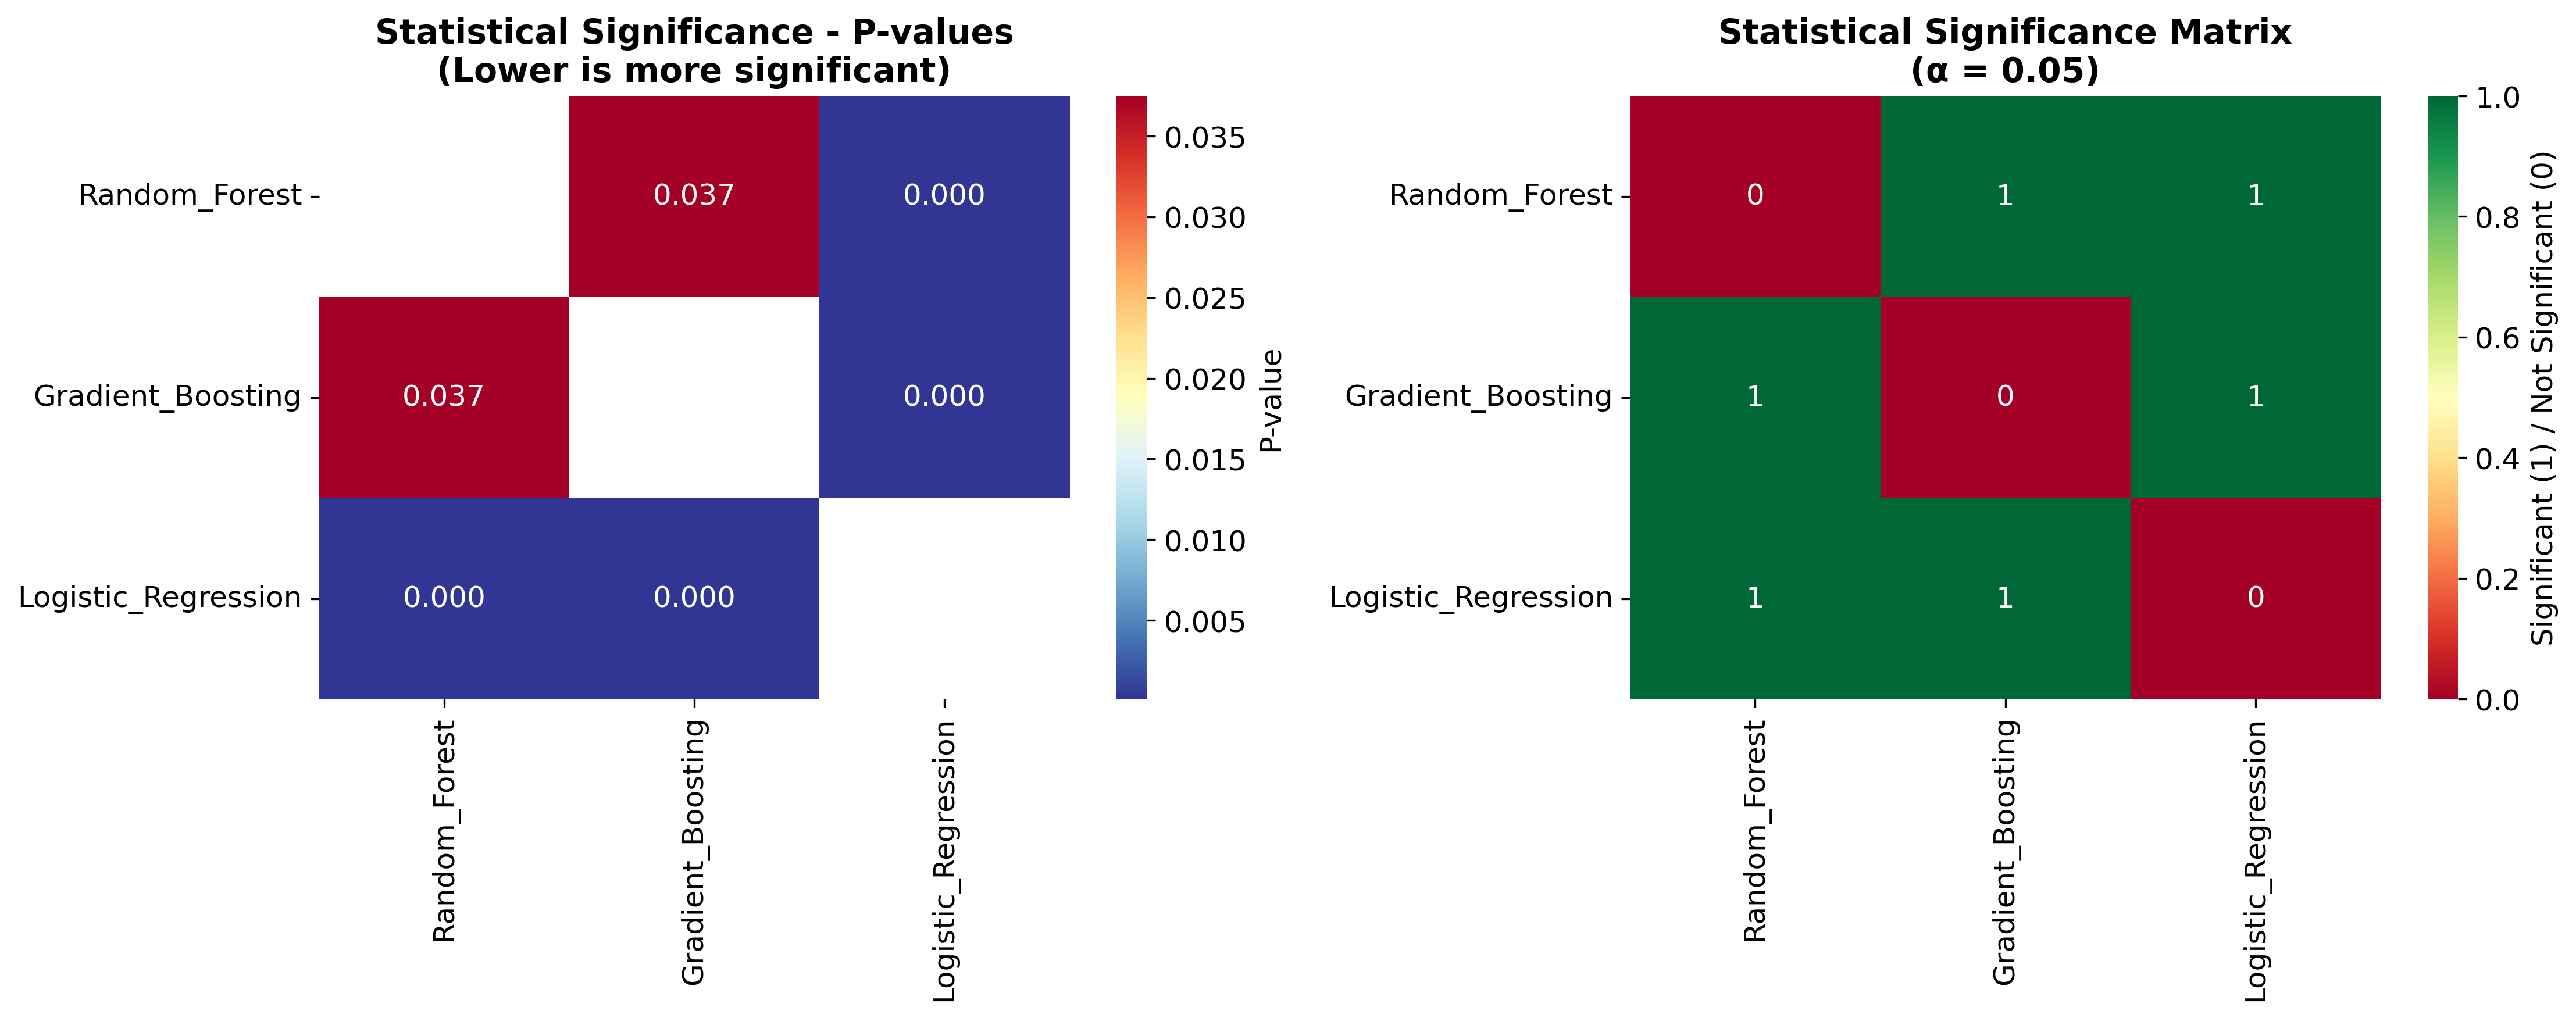 Statistical Significance - P-values
(Lower is more significant)
Random_Forest
Gradient_Boosting
Logistic_Regression
0.037 0.000
0.037 0.000
0.000 0.000
Random_Forest
Gradient_Boosting
Logistic_Regression
0.035
0.030
0.025
0.020
0.015
0.010
0.005
P-value
Statistical Significance Matrix
(α = 0.05)
Random_Forest
Gradient_Boosting
Logistic_Regression
0 1 1
1 0 1
1 1 0
Random_Forest
Gradient_Boosting
Logistic_Regression
1.0
0.8
0.6
0.4
0.2
0.0
Significant (1) / Not Significant (0)